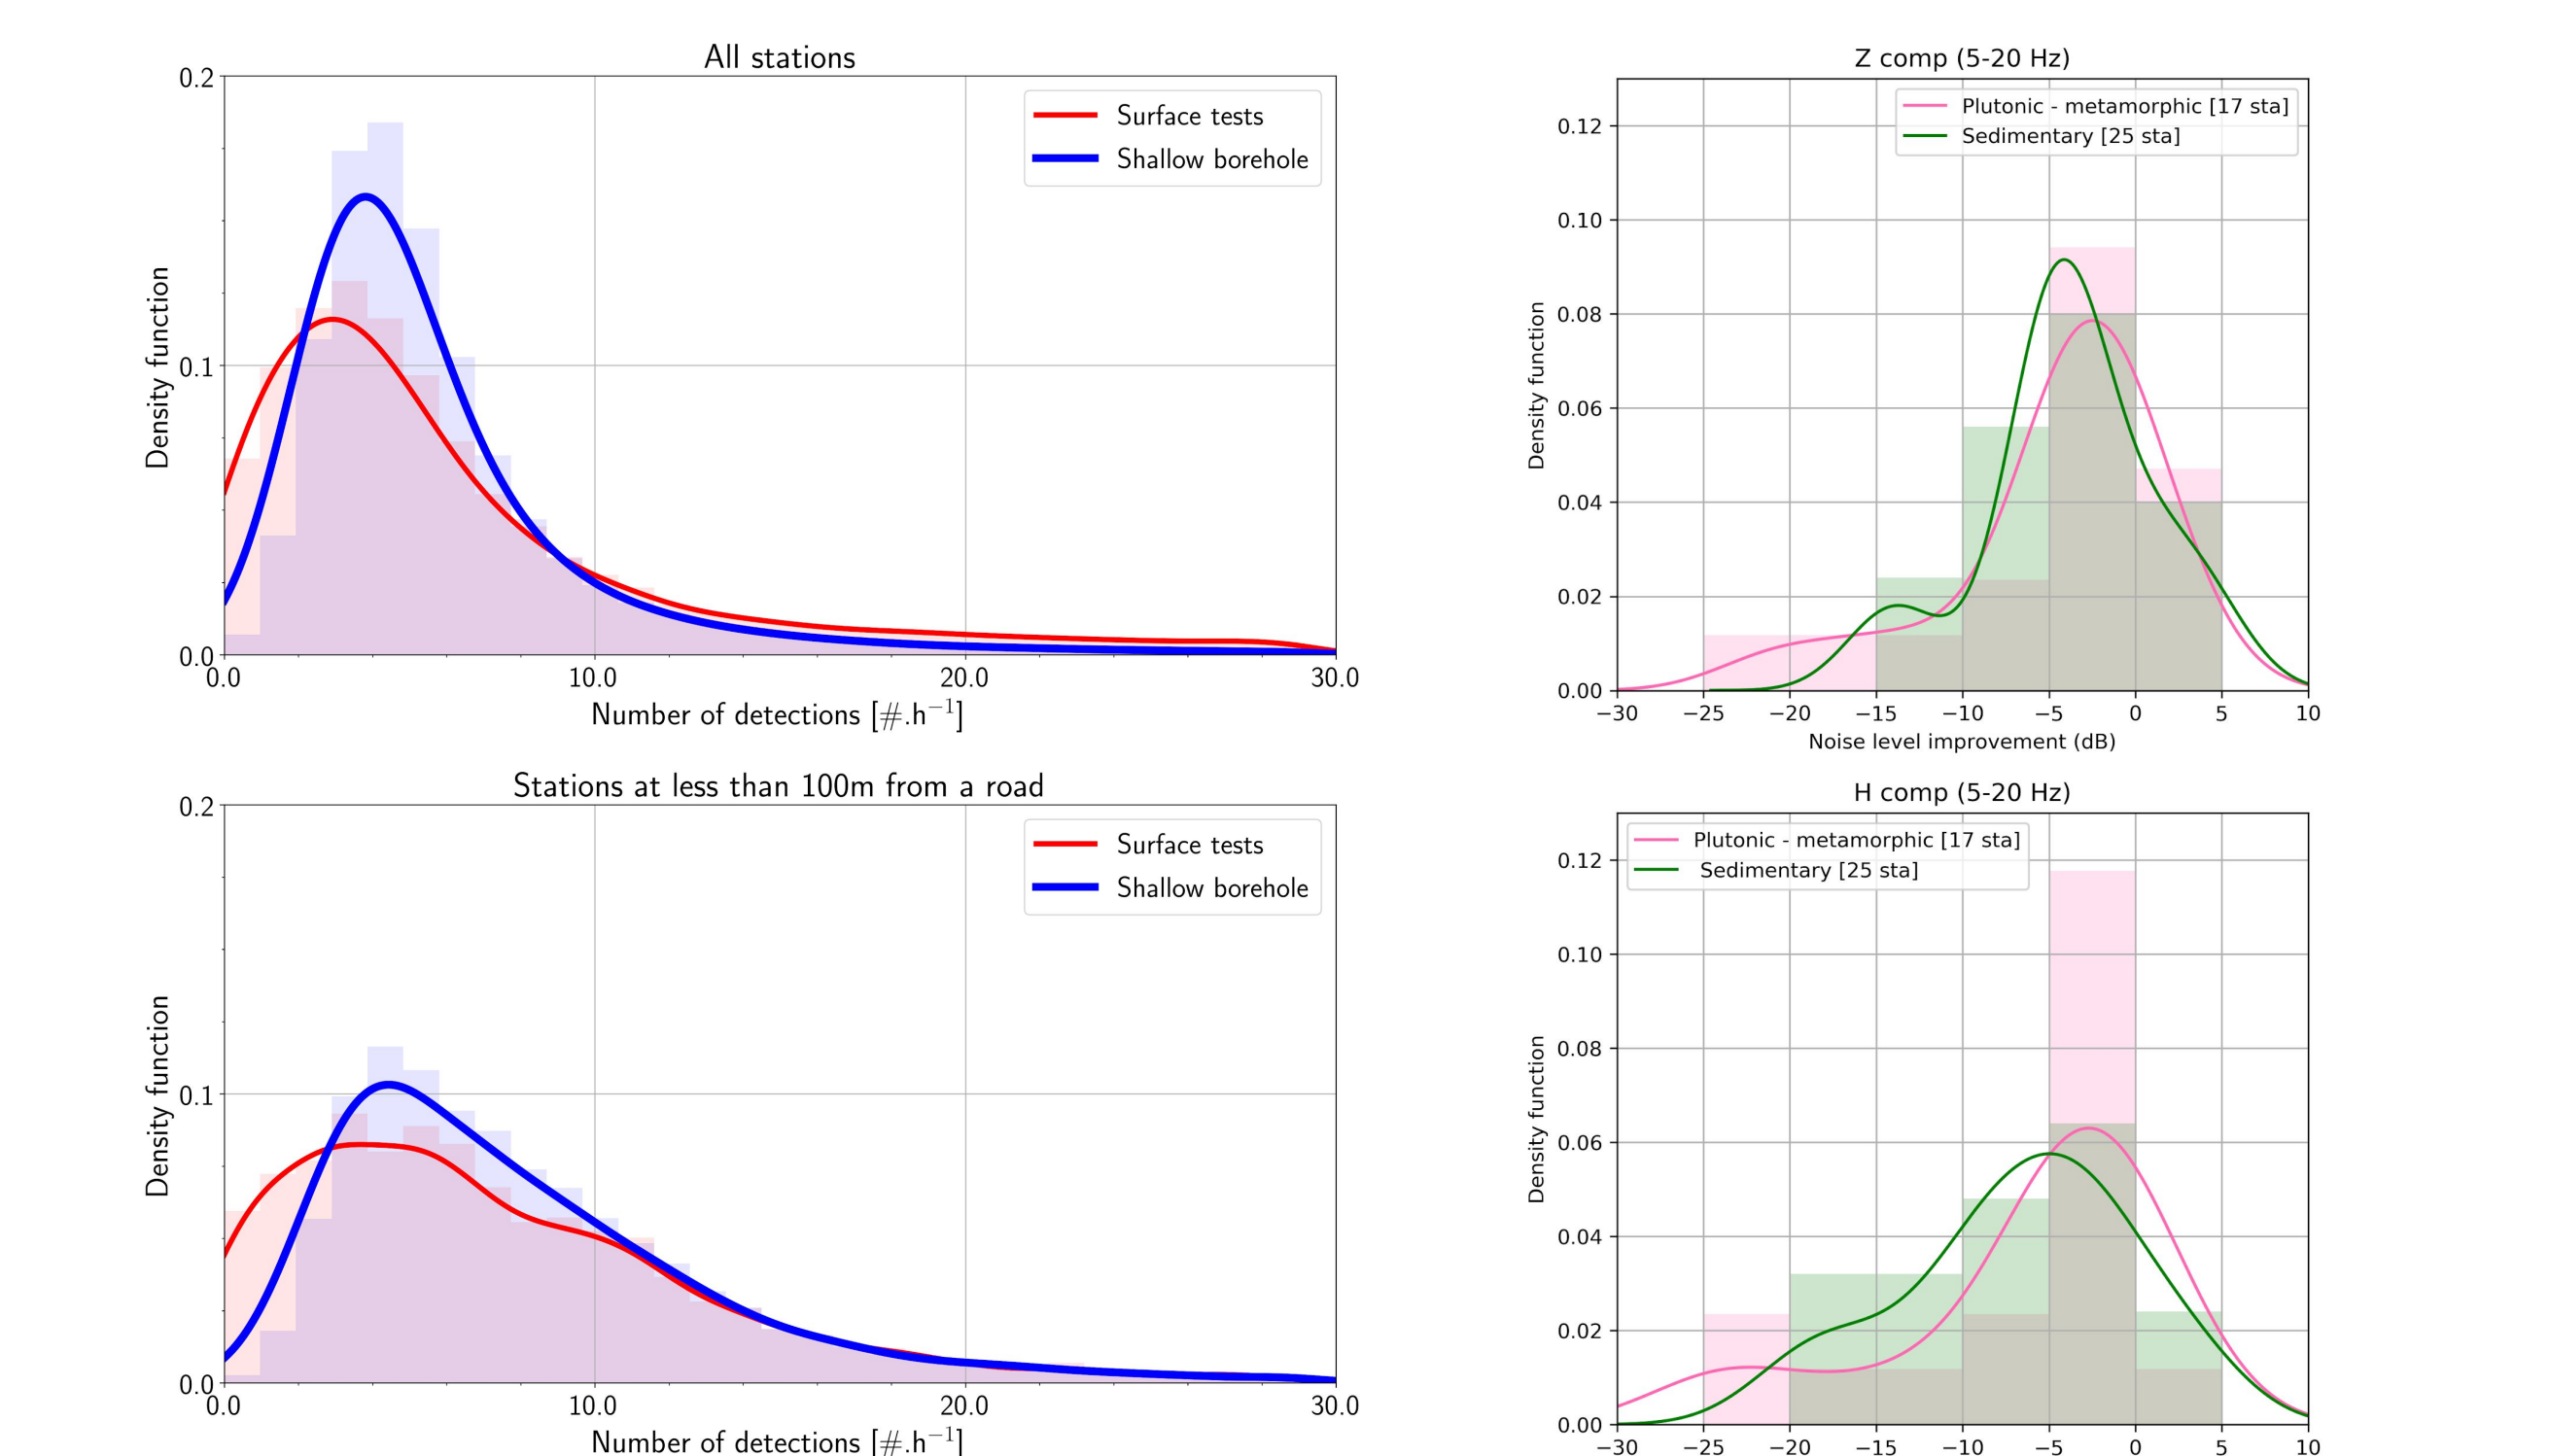 All stations
0.2
0.1
0.0
Density function
Surface tests
Shallow borehole
0.0 10.0 20.0 30.0
Number of detections [#.h⁻¹]
Stations at less than 100m from a road
0.2
0.1
0.0
Density function
Surface tests
Shallow borehole
0.0 10.0 20.0 30.0
Number of detections [#.h⁻¹]
Z comp (5-20 Hz)
Plutonic - metamorphic [17 sta]
Sedimentary [25 sta]
0.12
0.10
0.08
0.06
0.04
0.02
0.00
Density function
−30 −25 −20 −15 −10 −5 0 5 10
Noise level improvement (dB)
H comp (5-20 Hz)
Plutonic - metamorphic [17 sta]
Sedimentary [25 sta]
0.12
0.10
0.08
0.06
0.04
0.02
0.00
Density function
−30 −25 −20 −15 −10 −5 0 5 10